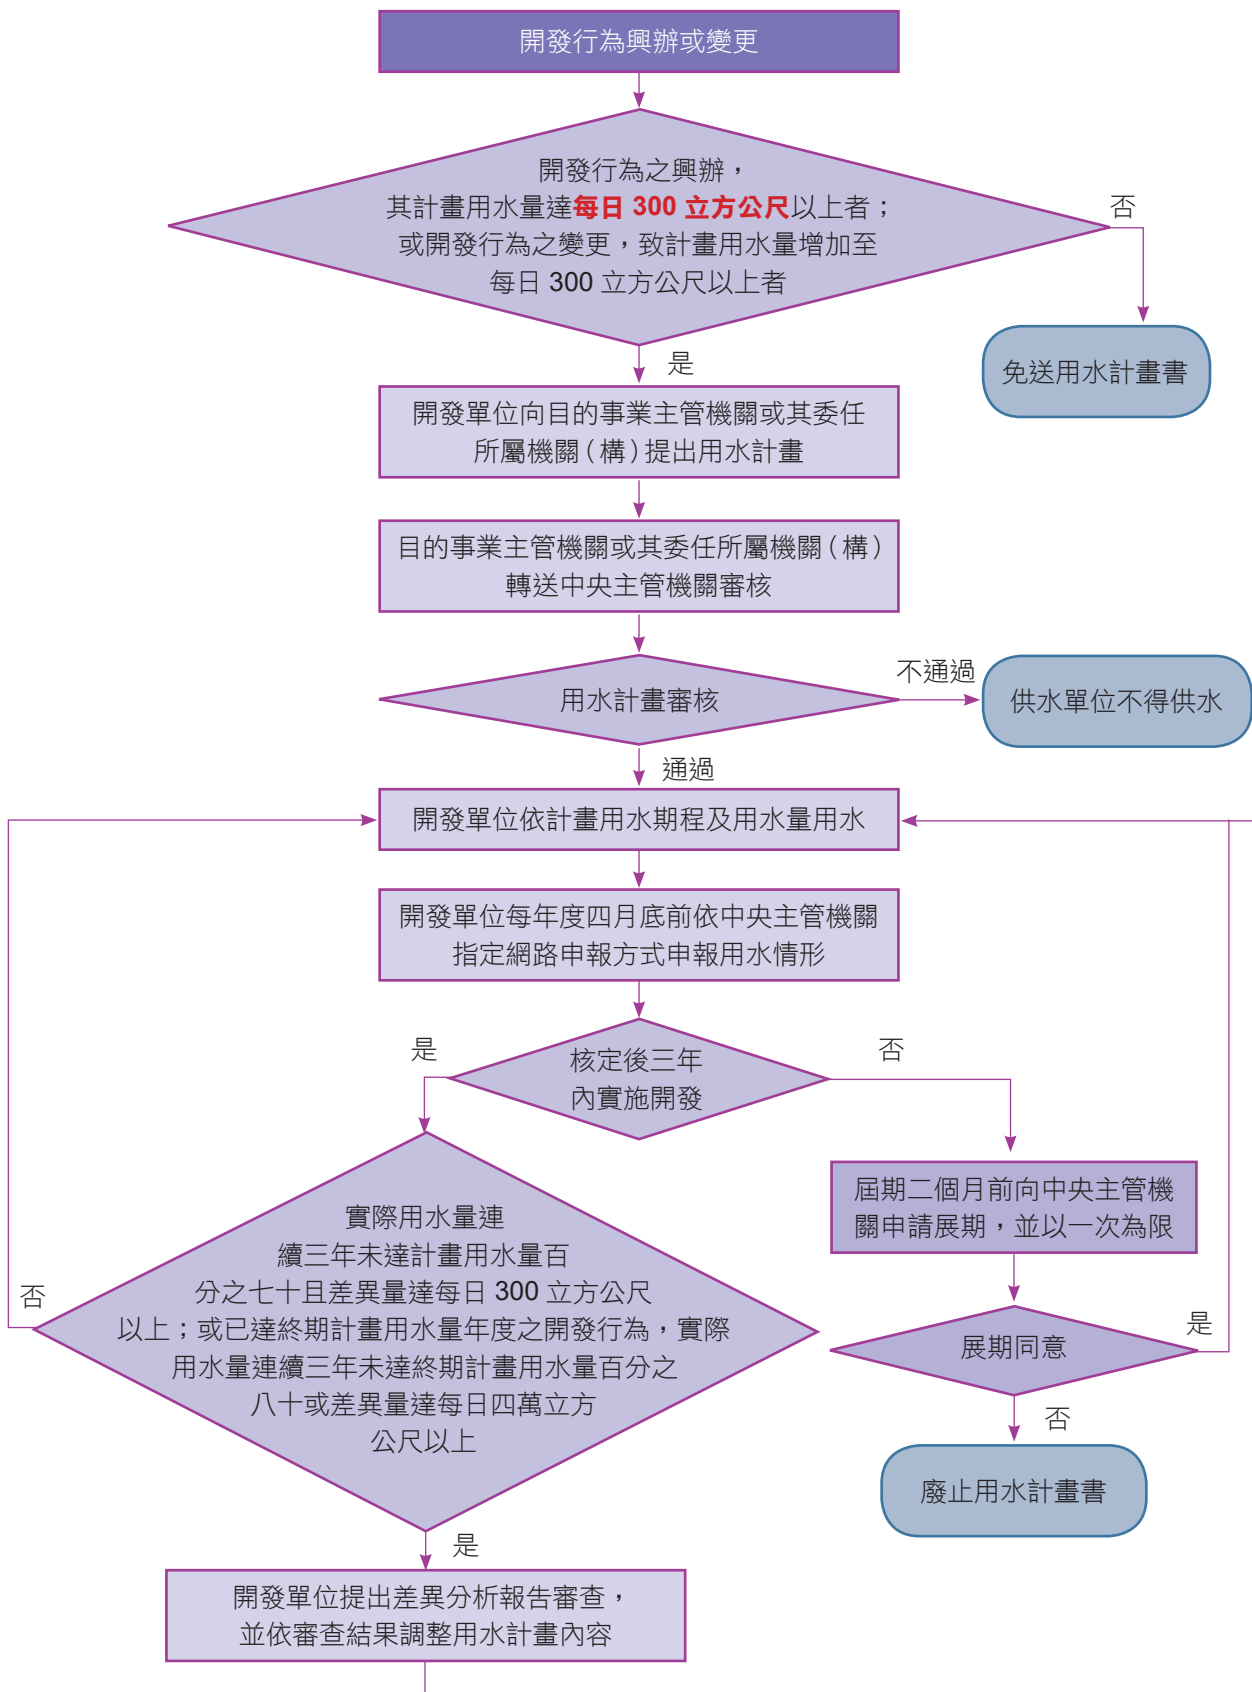 開發行為興辦或變更
開發行為之興辦，
其計畫用水量達每日 300 立方公尺以上者；
或開發行為之變更，致計畫用水量增加至
每日 300 立方公尺以上者
否
免送用水計畫書
是
開發單位向目的事業主管機關或其委任
所屬機關（構）提出用水計畫
目的事業主管機關或其委任所屬機關（構）
轉送中央主管機關審核
用水計畫審核
不通過
供水單位不得供水
通過
開發單位依計畫用水期程及用水量用水
開發單位每年度四月底前依中央主管機關
指定網路申報方式申報用水情形
核定後三年
內實施開發
是
否
實際用水量連
續三年未達計畫用水量百
分之七十且差異量達每日 300 立方公尺
以上；或已達終期計畫用水量年度之開發行為，實際
用水量連續三年未達終期計畫用水量百分之
八十或差異量達每日四萬立方
公尺以上
否
屆期二個月前向中央主管機
關申請展期，並以一次為限
展期同意
是
否
廢止用水計畫書
是
開發單位提出差異分析報告審查，
並依審查結果調整用水計畫內容